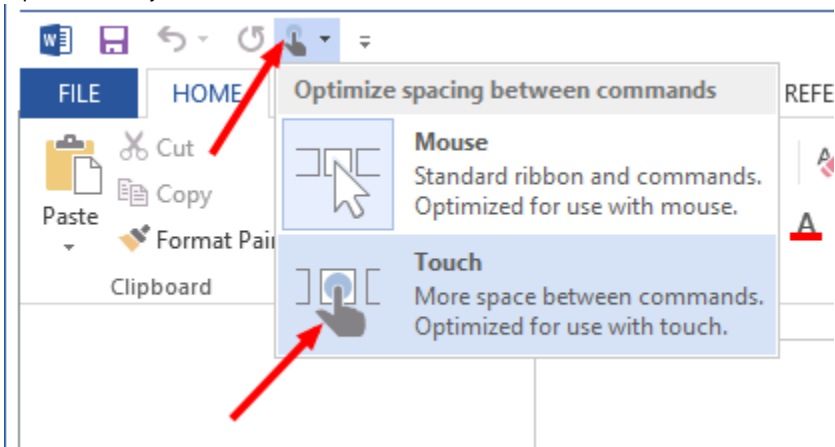 FILE
HOME
Optimize spacing between commands
REFE
Cut
Copy
Paste
Format Pai
Clipboard
Mouse
Standard ribbon and commands.
Optimized for use with mouse.
Touch
More space between commands.
Optimized for use with touch.
A